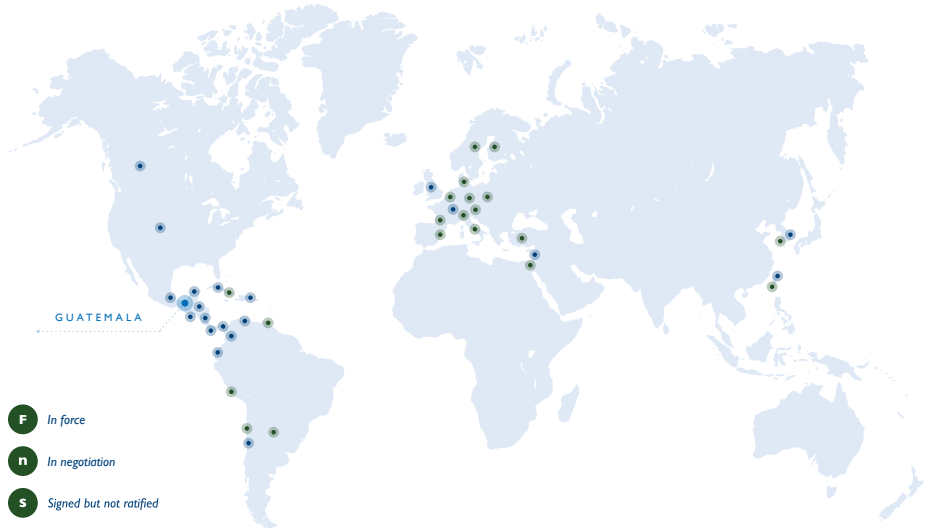 GUATEMALA
F In force
n In negotiation
s Signed but not ratified